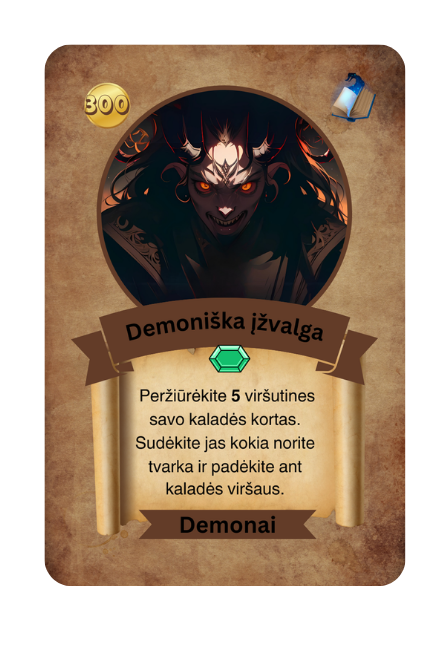 300
Demoniška įžvalga
Peržiūrėkite 5 viršutines
savo kaladės kortas.
Sudėkite jas kokia norite
tvarka ir padėkite ant
kaladės viršaus.
Demonai